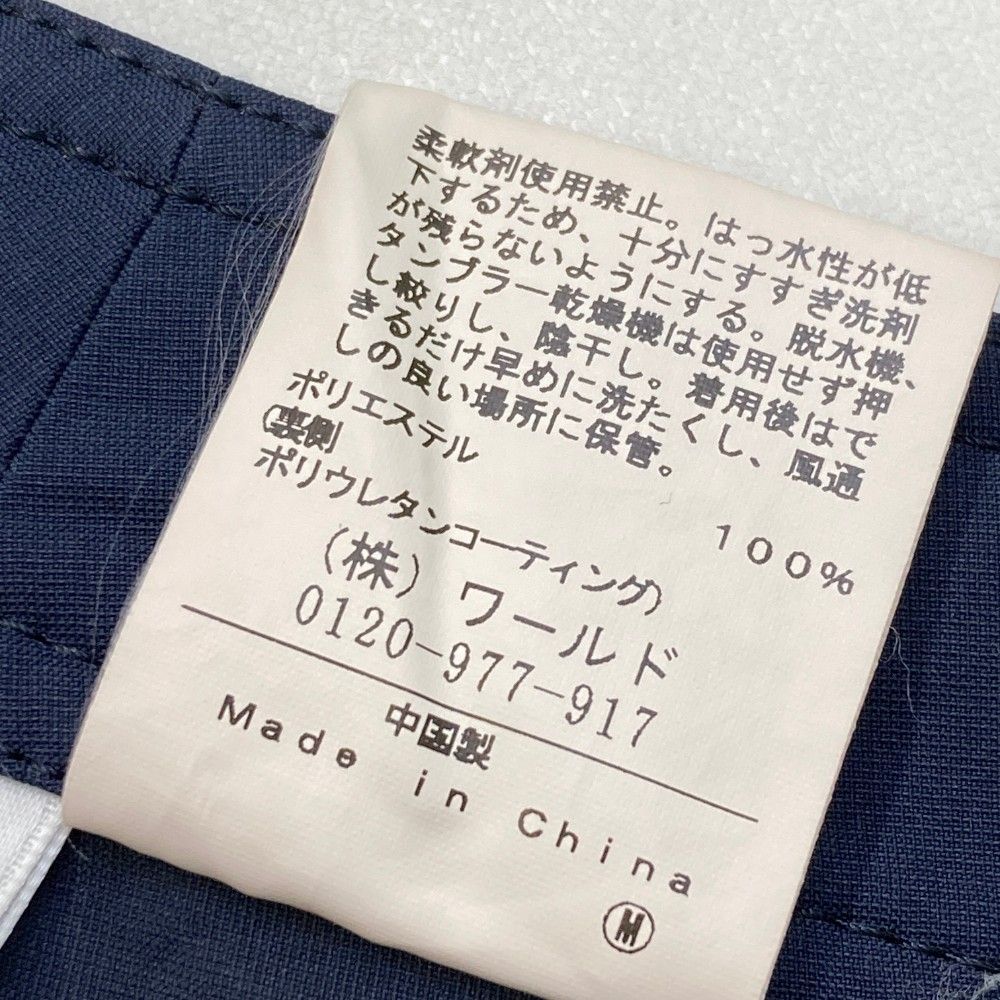 柔軟剤使用禁止。はっ水性が低
下するため、十分にすすぎ洗剤
が残らないようにする。脱水機、
タンブラー乾燥機は使用せず押
し絞りし、陰干し。着用後はで
きるだけ早めに洗たくし、風通
しの良い場所に保管。
ポリエステル 100%
(裏側
ポリウレタンコーティング)
(株)ワールド
0120-977-917
中国製
Made in China
M